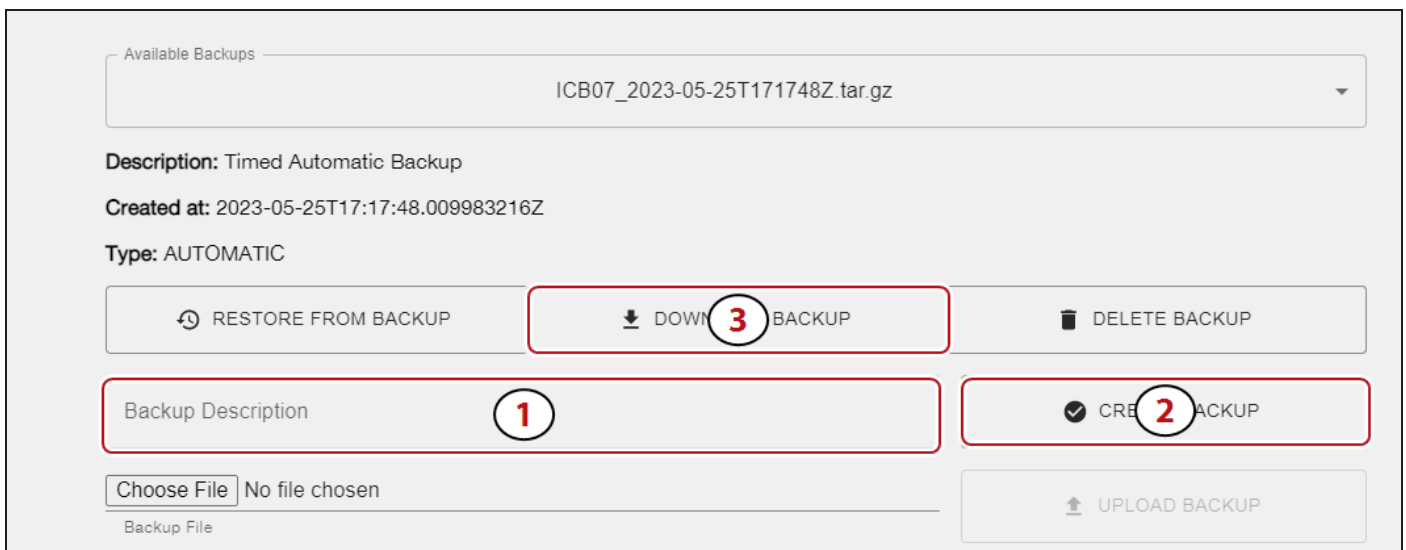 Available Backups
ICB07_2023-05-25T171748Z.tar.gz
Description: Timed Automatic Backup
Created at: 2023-05-25T17:17:48.009983216Z
Type: AUTOMATIC
RESTORE FROM BACKUP
DOWN 3 BACKUP
DELETE BACKUP
Backup Description 1
CRE 2 ACKUP
Choose File No file chosen
Backup File
UPLOAD BACKUP